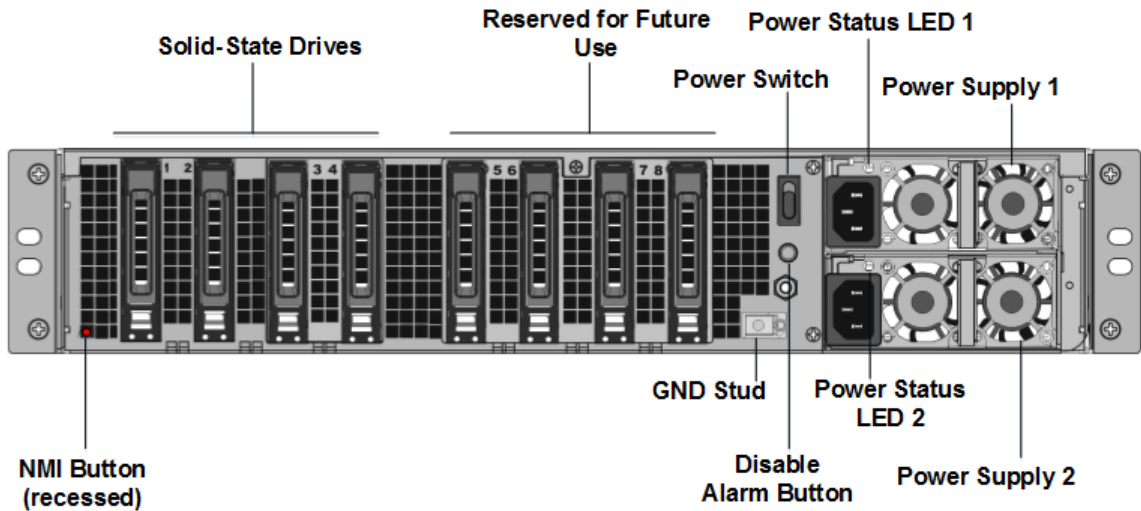 Reserved for Future
Use
Power Status LED 1
Solid-State Drives
Power Switch
Power Supply 1
1 2 3 4 5 6 7 8
GND Stud
Power Status
LED 2
NMI Button
(recessed)
Disable
Alarm Button
Power Supply 2